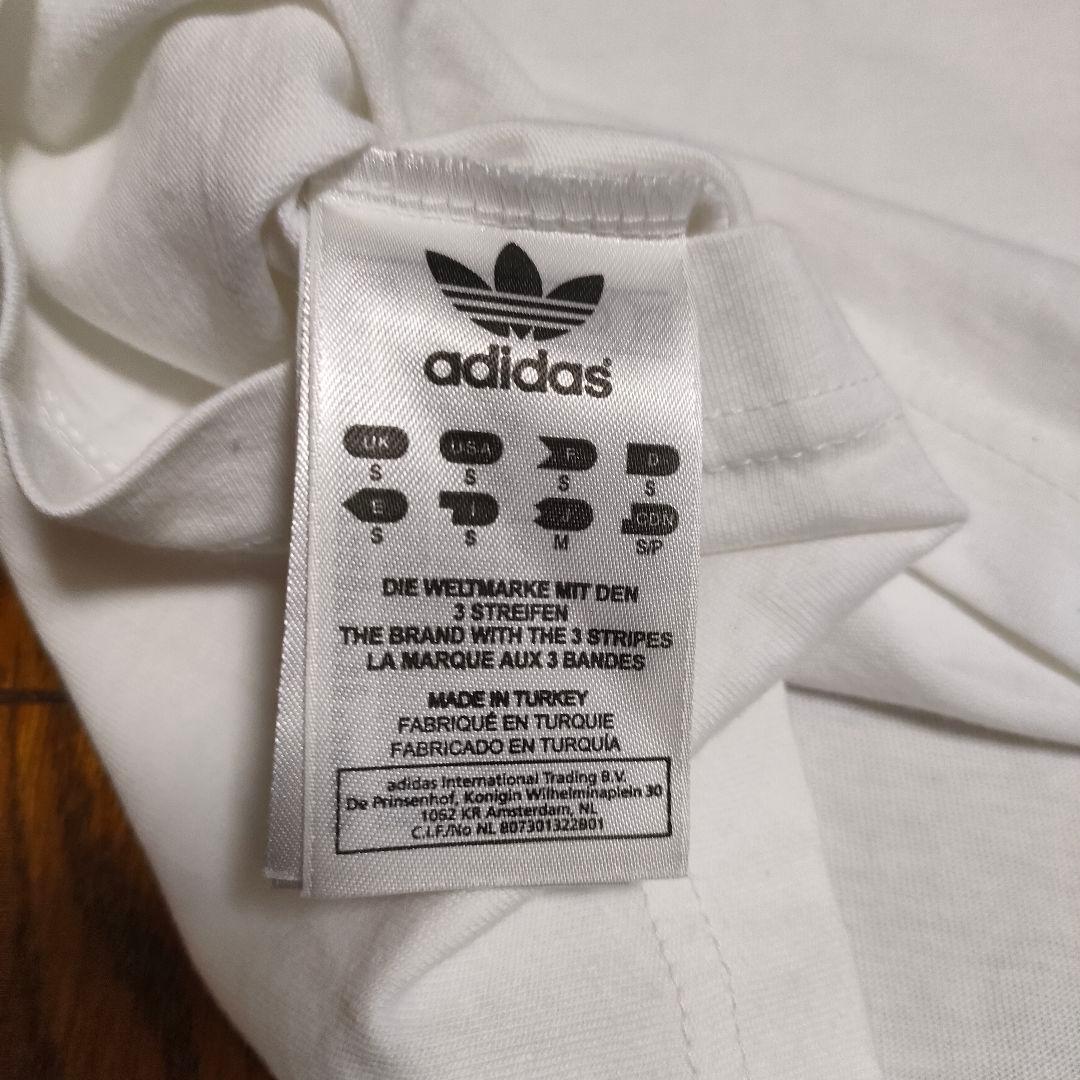 adidas
UK USA F D
S S S S
E I J CDN
S S M S/P
DIE WELTMARKE MIT DEN
3 STREIFEN
THE BRAND WITH THE 3 STRIPES
LA MARQUE AUX 3 BANDES
MADE IN TURKEY
FABRIQUÉ EN TURQUIE
FABRICADO EN TURQUÍA
adidas International Trading B.V.
De Prinsenhof, Konigin Wilhelminaplein 30
1062 KR Amsterdam, NL
C.I.F./No NL 807301322B01